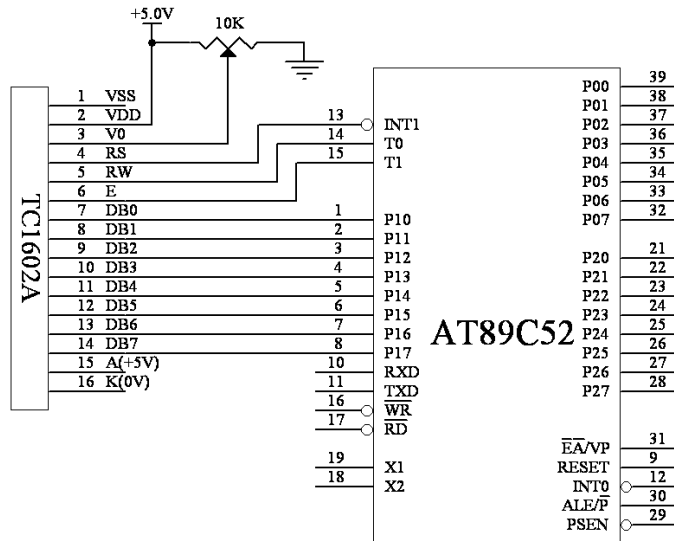 +5.0V
10K
TC1602A
1 VSS
2 VDD
3 V0
4 RS
5 RW
6 E
7 DB0
8 DB1
9 DB2
10 DB3
11 DB4
12 DB5
13 DB6
14 DB7
15 A(+5V)
16 K(0V)
AT89C52
13 INT1
14 T0
15 T1
1 P10
2 P11
3 P12
4 P13
5 P14
6 P15
7 P16
8 P17
10 RXD
11 TXD
16 WR
17 RD
19 X1
18 X2
P00 39
P01 38
P02 37
P03 36
P04 35
P05 34
P06 33
P07 32
P20 21
P21 22
P22 23
P23 24
P24 25
P25 26
P26 27
P27 28
EA/VP 31
RESET 9
INT0 12
ALE/P 30
PSEN 29